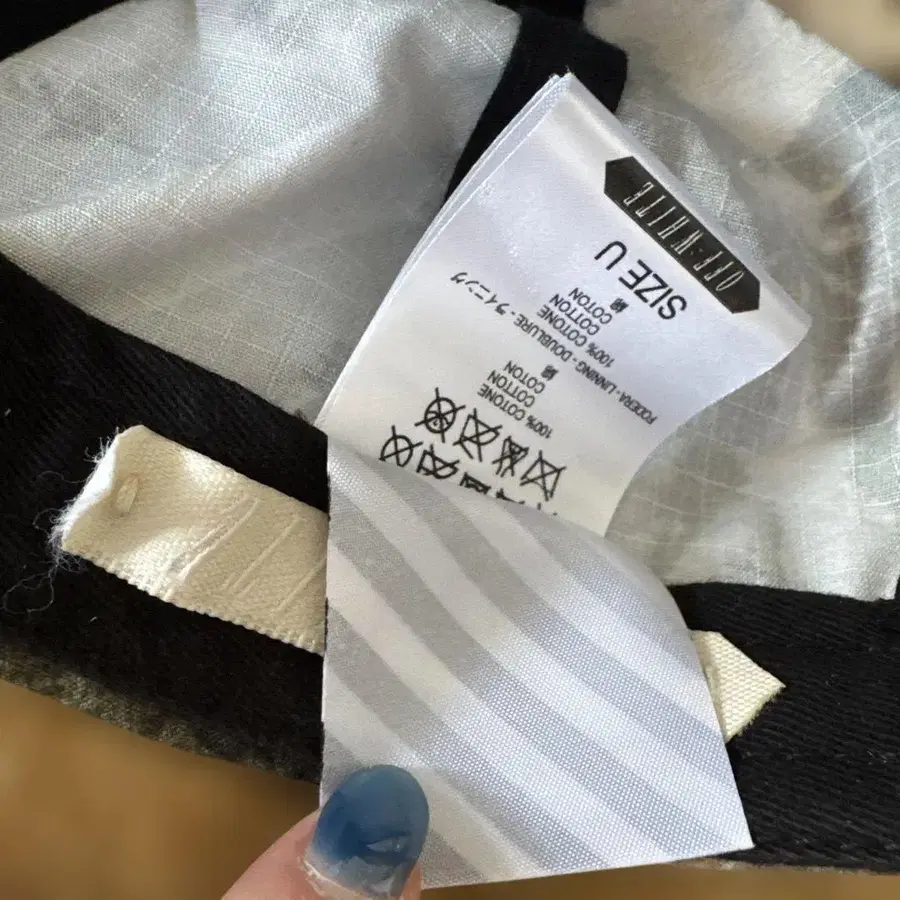 OFF-WHITE
SIZE U
100% COTONE
COTTON
綿
COTTON
FODERA - LINNING - DOUBLURE - ライニング
100% COTONE
COTTON
綿
COTTON